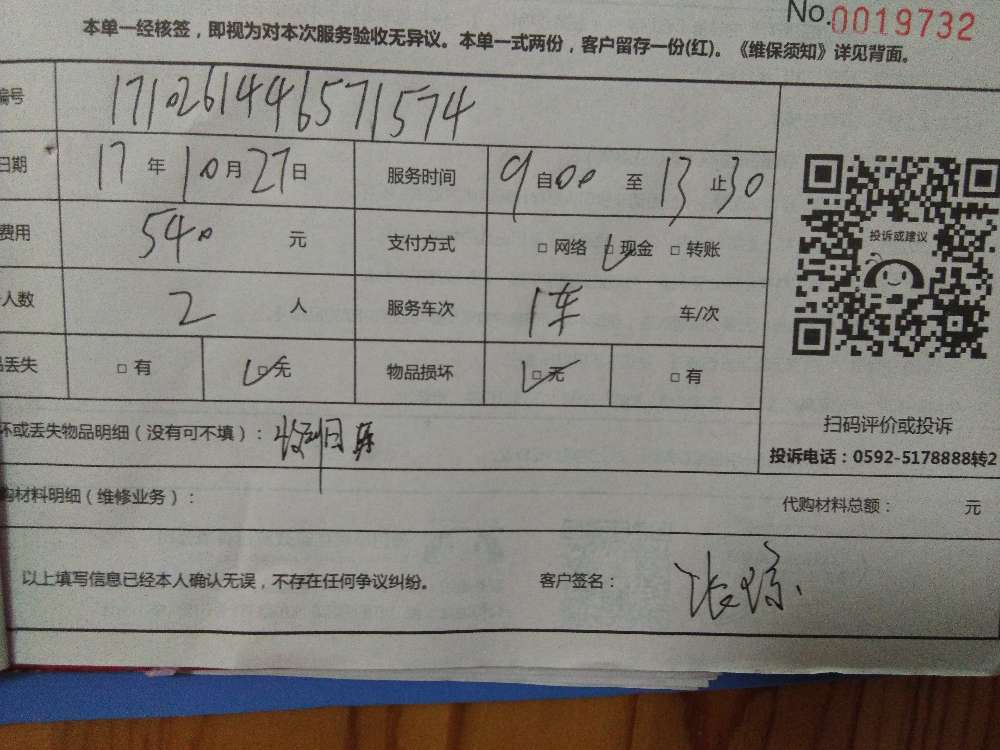 No.0019732
本单一经核签，即视为对本次服务验收无异议。本单一式两份，客户留存一份(红)。《维保须知》详见背面。
编号 171026144657 1574
日期 17 年 10 月 27 日 服务时间 9 自00 至 13 止30
费用 540 元 支付方式 □ 网络 □ 现金 □ 转账
人数 2 人 服务车次 1车 车/次
丢失 □ 有 □ 无 物品损坏 □ 无 □ 有
投诉或建议
扫码评价或投诉
投诉电话：0592-5178888转2
坏或丢失物品明细（没有可不填）：
购材料明细（维修业务）： 代购材料总额： 元
以上填写信息已经本人确认无误，不存在任何争议纠纷。 客户签名： 张琼